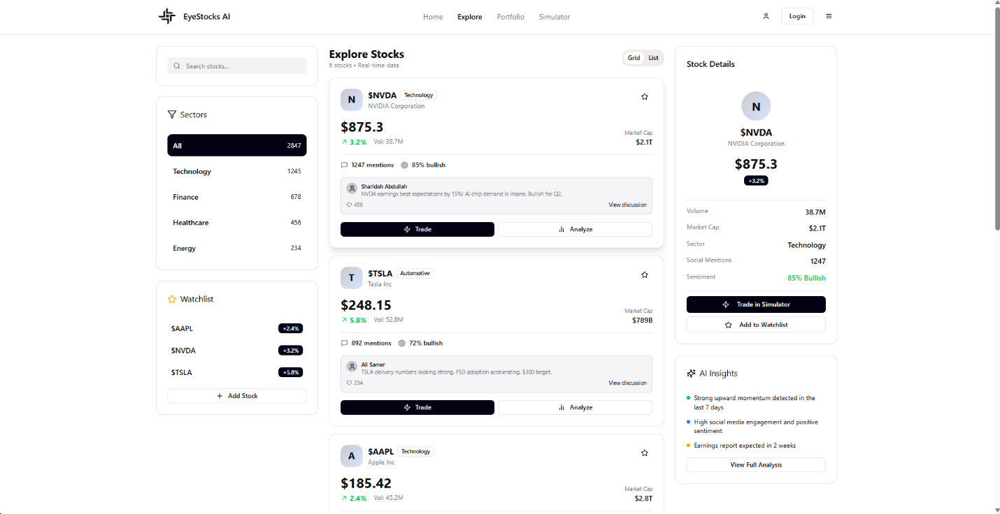 EyeStocks AI
Home
Explore
Portfolio
Simulator
Login
Search stocks...
Sectors
All 2847
Technology 1245
Finance 678
Healthcare 456
Energy 234
Watchlist
$AAPL +2.4%
$NVDA +3.2%
$TSLA +5.8%
Add Stock
Explore Stocks
6 stocks • Real-time data
Grid
List
N
$NVDA Technology
NVIDIA Corporation
$875.3
3.2% Vol: 38.7M
Market Cap
$2.1T
1247 mentions 85% bullish
Sharidah Abdullah
NVDA earnings beat expectations by 15%! AI chip demand is insane. Bullish for Q2.
456
View discussion
Trade
Analyze
T
$TSLA Automotive
Tesla Inc
$248.15
5.8% Vol: 52.8M
Market Cap
$789B
892 mentions 72% bullish
Ali Samer
TSLA delivery numbers looking strong. FSD adoption accelerating. $300 target.
234
View discussion
Trade
Analyze
A
$AAPL Technology
Apple Inc
$185.42
2.4% Vol: 45.2M
Market Cap
$2.8T
Stock Details
N
$NVDA
NVIDIA Corporation
$875.3
+3.2%
Volume 38.7M
Market Cap $2.1T
Sector Technology
Social Mentions 1247
Sentiment 85% Bullish
Trade in Simulator
Add to Watchlist
AI Insights
Strong upward momentum detected in the
last 7 days
High social media engagement and positive
sentiment
Earnings report expected in 2 weeks
View Full Analysis